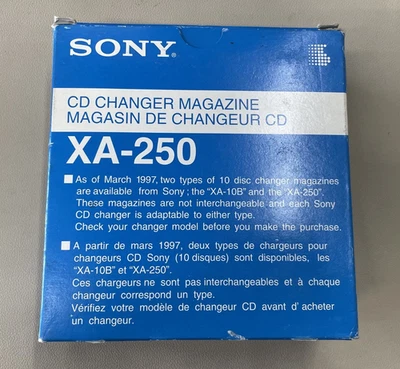 SONY®
CD CHANGER MAGAZINE
MAGASIN DE CHANGEUR CD
XA-250
As of March 1997, two types of 10 disc changer magazines
are available from Sony ; the “XA-10B” and the “XA-250”.
These magazines are not interchangeable and each Sony
CD changer is adaptable to either type.
Check your changer model before you make the purchase.
A partir de mars 1997, deux types de chargeurs pour
changeurs CD Sony (10 disques) sont disponibles, les
“XA-10B” et “XA-250”.
Ces chargeurs ne sont pas interchangeables et à chaque
changeur correspond un type.
Vérifiez votre modèle de changeur CD avant d’ acheter
un changeur.